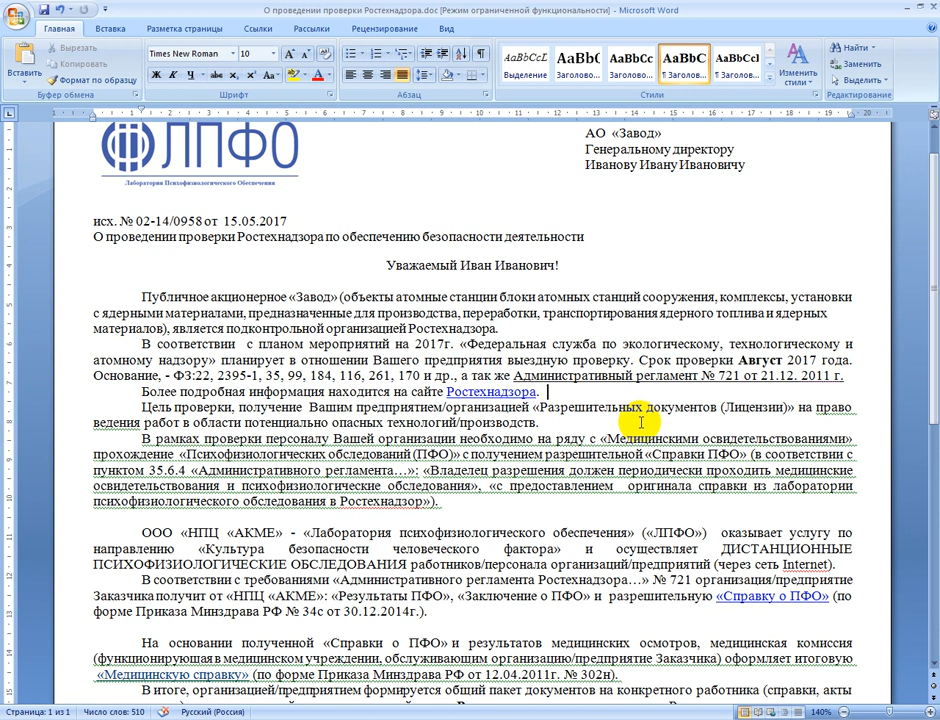 О проведении проверки Ростехнадзора.doc [Режим ограниченной функциональности] - Microsoft Word
Главная Вставка Разметка страницы Ссылки Рассылки Рецензирование Вид
Вставить
Вырезать
Копировать
Формат по образцу
Буфер обмена
Times New Roman 10
Шрифт
Абзац
AaBbCcL AaBbC AaBbCc AaBbC AaBbCcI
Выделение Заголово... Заголово... ¶ Заголов... ¶ Заголов...
Изменить стили
Стили
Найти
Заменить
Выделить
Редактирование
ЛПФО
Лаборатория Психофизиологического Обеспечения
АО «Завод»
Генеральному директору
Иванову Ивану Ивановичу
исх. № 02-14/0958 от 15.05.2017
О проведении проверки Ростехнадзора по обеспечению безопасности деятельности
Уважаемый Иван Иванович!
Публичное акционерное «Завод» (объекты атомные станции блоки атомных станций сооружения, комплексы, установки
с ядерными материалами, предназначенные для производства, переработки, транспортирования ядерного топлива и ядерных
материалов), является подконтрольной организацией Ростехнадзора.
В соответствии с планом мероприятий на 2017г. «Федеральная служба по экологическому, технологическому и
атомному надзору» планирует в отношении Вашего предприятия выездную проверку. Срок проверки Август 2017 года.
Основание, - ФЗ:22, 2395-1, 35, 99, 184, 116, 261, 170 и др., а так же Административный регламент № 721 от 21.12. 2011 г.
Более подробная информация находится на сайте Ростехнадзора.
Цель проверки, получение Вашим предприятием/организацией «Разрешительных документов (Лицензии)» на право
ведения работ в области потенциально опасных технологий/производств.
В рамках проверки персоналу Вашей организации необходимо на ряду с «Медицинскими освидетельствованиями»
прохождение «Психофизиологических обследований (ПФО)» с получением разрешительной «Справки ПФО» (в соответствии с
пунктом 35.6.4 «Административного регламента…»: «Владелец разрешения должен периодически проходить медицинские
освидетельствования и психофизиологические обследования», «с предоставлением оригинала справки из лаборатории
психофизиологического обследования в Ростехнадзор»).
ООО «НПЦ «АКМЕ» - «Лаборатория психофизиологического обеспечения» («ЛПФО») оказывает услугу по
направлению «Культура безопасности человеческого фактора» и осуществляет ДИСТАНЦИОННЫЕ
ПСИХОФИЗИОЛОГИЧЕСКИЕ ОБСЛЕДОВАНИЯ работников/персонала организаций/предприятий (через сеть Internet).
В соответствии с требованиями «Административного регламента Ростехнадзора…» № 721 организация/предприятие
Заказчика получит от «НПЦ «АКМЕ»: «Результаты ПФО», «Заключение о ПФО» и разрешительную «Справку о ПФО» (по
форме Приказа Минздрава РФ № 34с от 30.12.2014г.).
На основании полученной «Справки о ПФО» и результатов медицинских осмотров, медицинская комиссия
(функционирующая в медицинском учреждении, обслуживающим организацию/предприятие Заказчика) оформляет итоговую
«Медицинскую справку» (по форме Приказа Минздрава РФ от 12.04.2011г. № 302н).
В итоге, организацией/предприятием формируется общий пакет документов на конкретного работника (справки, акты
Страница: 1 из 1 Число слов: 510 Русский (Россия) 140%